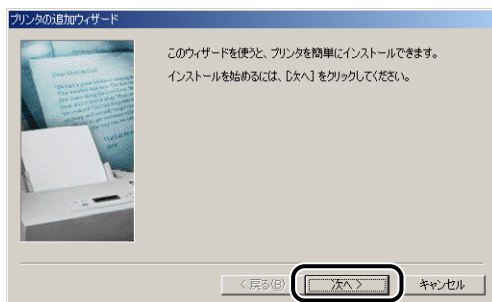 プリンタの追加ウィザード
このウィザードを使うと、プリンタを簡単にインストールできます。
インストールを始めるには、[次へ] をクリックしてください。
< 戻る(B)
次へ >
キャンセル